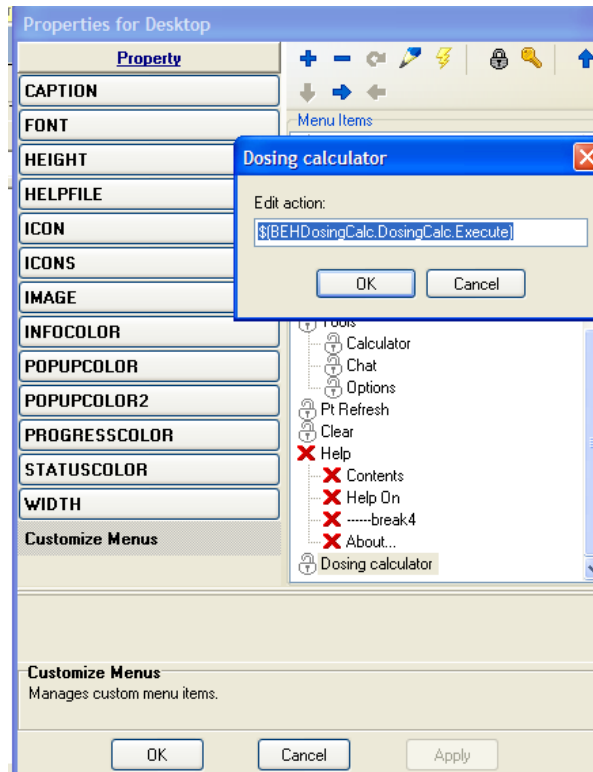 Properties for Desktop
Property
CAPTION
FONT
HEIGHT
HELPFILE
ICON
ICONS
IMAGE
INFOCOLOR
POPUPCOLOR
POPUPCOLOR2
PROGRESSCOLOR
STATUSCOLOR
WIDTH
Customize Menus
Menu Items
Dosing calculator
Edit action:
$(BEHDosingCalc.DosingCalc.Execute)
OK Cancel
Tools
Calculator
Chat
Options
Pt Refresh
Clear
Help
Contents
Help On
------break4
About...
Dosing calculator
Customize Menus
Manages custom menu items.
OK Cancel Apply